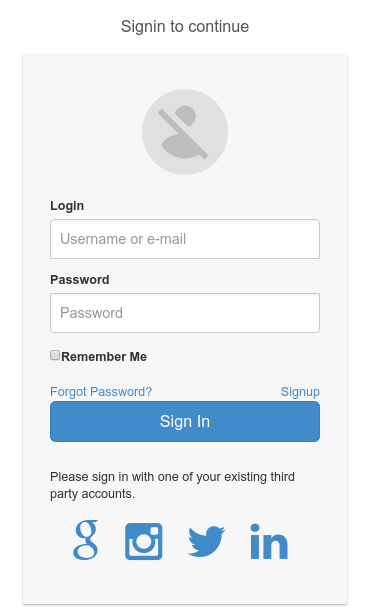 Signin to continue
Login
Username or e-mail
Password
Password
Remember Me
Forgot Password? Signup
Sign In
Please sign in with one of your existing third
party accounts.